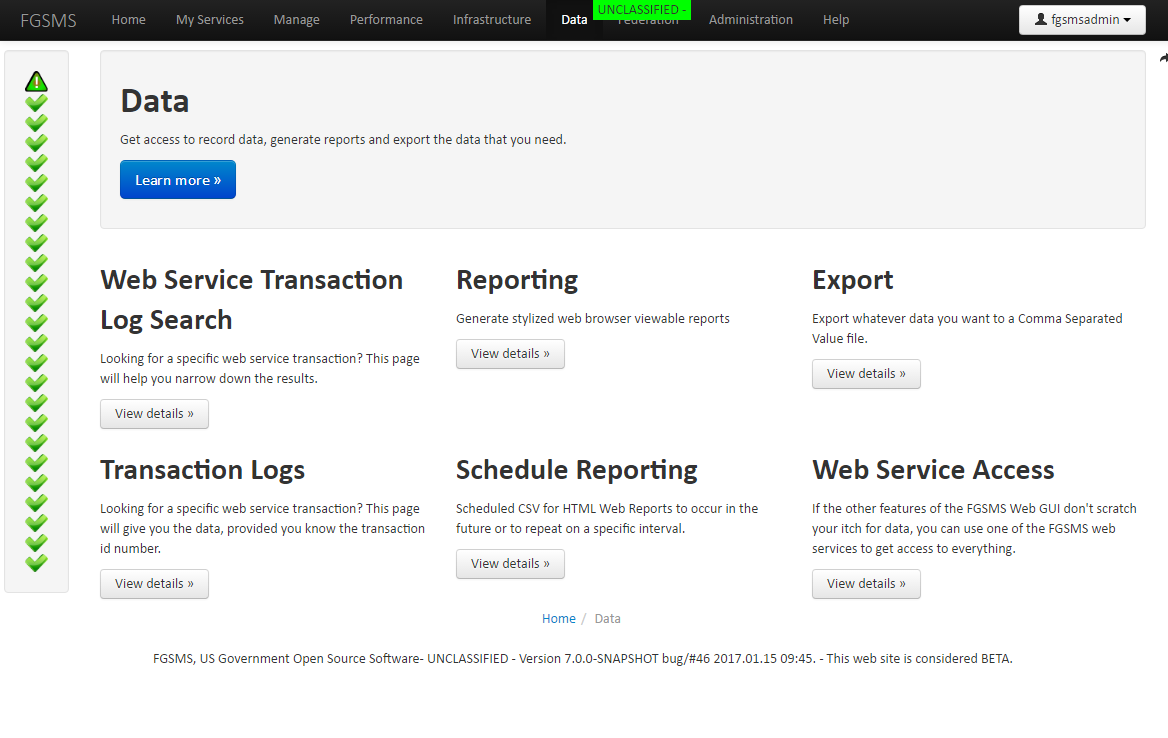 FGSMS Home My Services Manage Performance Infrastructure Data Federation Administration Help fgsmsadmin
UNCLASSIFIED -
Data
Get access to record data, generate reports and export the data that you need.
Learn more »
Web Service Transaction
Log Search
Looking for a specific web service transaction? This page
will help you narrow down the results.
View details »
Reporting
Generate stylized web browser viewable reports
View details »
Export
Export whatever data you want to a Comma Separated
Value file.
View details »
Transaction Logs
Looking for a specific web service transaction? This page
will give you the data, provided you know the transaction
id number.
View details »
Schedule Reporting
Scheduled CSV for HTML Web Reports to occur in the
future or to repeat on a specific interval.
View details »
Web Service Access
If the other features of the FGSMS Web GUI don't scratch
your itch for data, you can use one of the FGSMS web
services to get access to everything.
View details »
Home / Data
FGSMS, US Government Open Source Software- UNCLASSIFIED - Version 7.0.0-SNAPSHOT bug/#46 2017.01.15 09:45. - This web site is considered BETA.